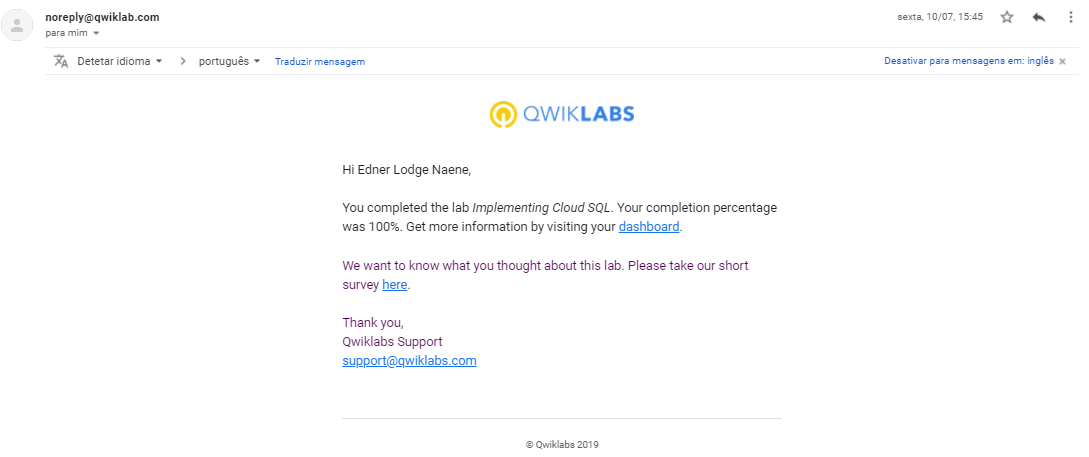 noreply@qwiklab.com
sexta, 10/07, 15:45
para mim
Detetar idioma
português
Traduzir mensagem
Desativar para mensagens em: inglês
QWIKLABS
Hi Edner Lodge Naene,
You completed the lab Implementing Cloud SQL. Your completion percentage
was 100%. Get more information by visiting your dashboard.
We want to know what you thought about this lab. Please take our short
survey here.
Thank you,
Qwiklabs Support
support@qwiklabs.com
© Qwiklabs 2019